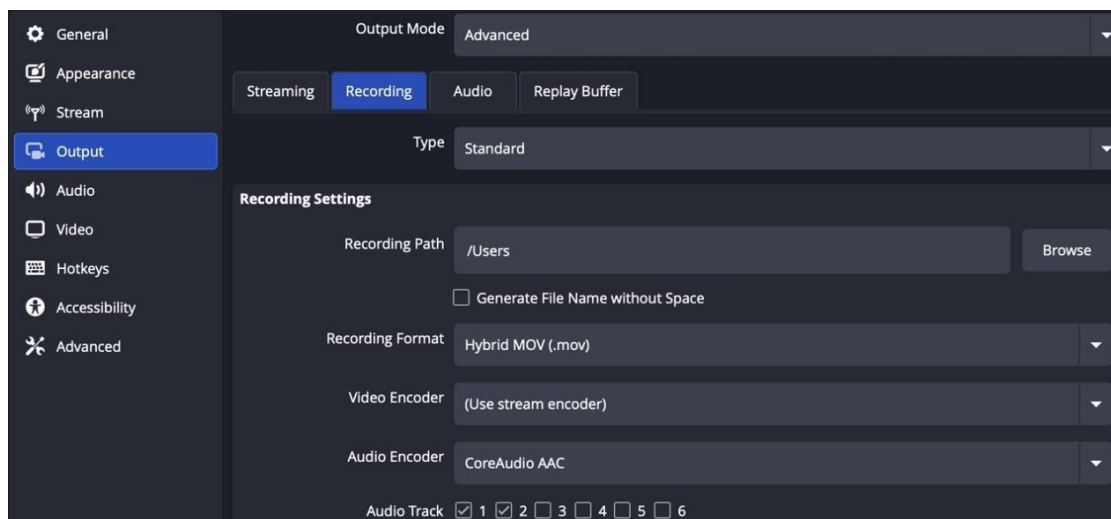 General
Appearance
Stream
Output
Audio
Video
Hotkeys
Accessibility
Advanced
Output Mode Advanced
Streaming Recording Audio Replay Buffer
Type Standard
Recording Settings
Recording Path /Users Browse
Generate File Name without Space
Recording Format Hybrid MOV (.mov)
Video Encoder (Use stream encoder)
Audio Encoder CoreAudio AAC
Audio Track 1 2 3 4 5 6